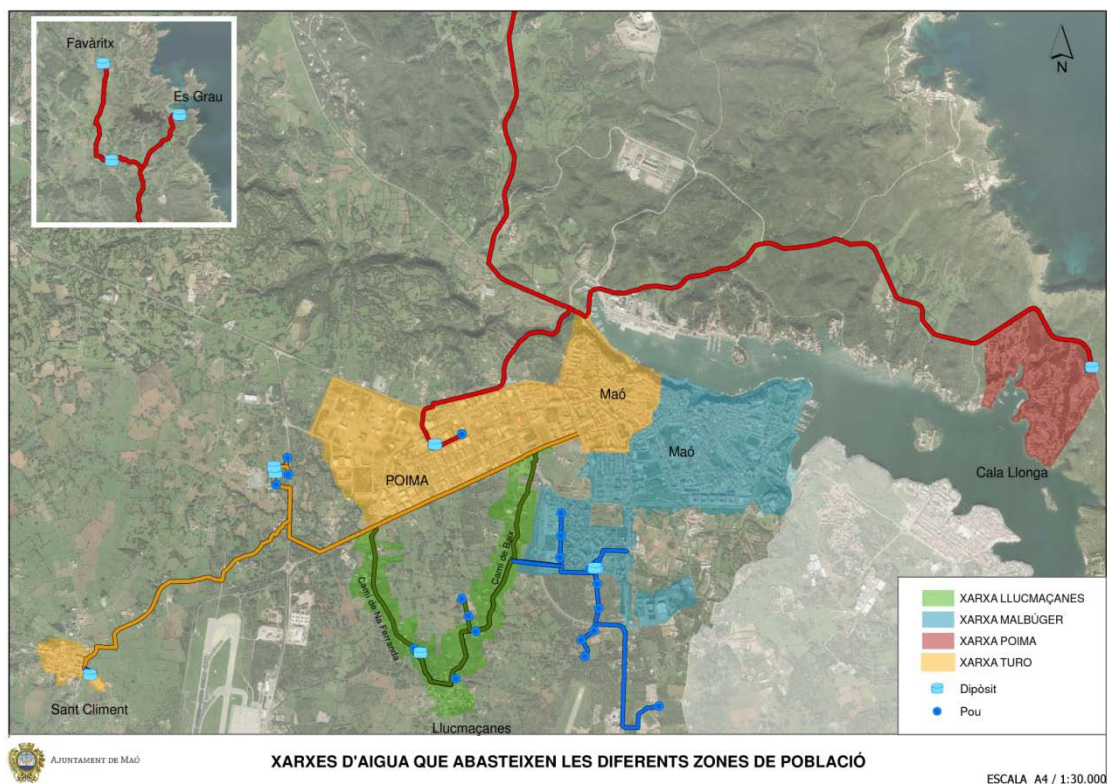 Favàritx
Es Grau
N
Maó
Maó
POIMA
Cala Llonga
Camí de Baix
Camí de Na Ferranda
Sant Climent
Llucmaçanes
XARXA LLUCMAÇANES
XARXA MALBÚGER
XARXA POIMA
XARXA TURO
Dipòsit
Pou
AJUNTAMENT DE MAÓ
XARXES D'AIGUA QUE ABASTEIXEN LES DIFERENTS ZONES DE POBLACIÓ
ESCALA A4 / 1:30.000